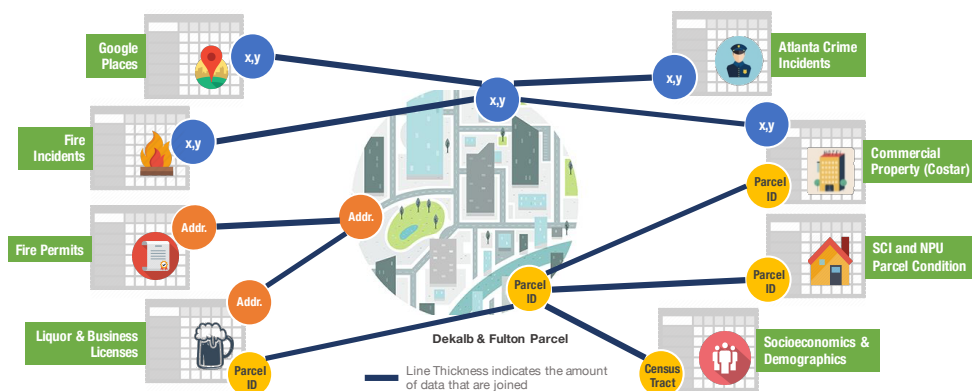 Google
Places
x,y
Atlanta Crime
Incidents
x,y
x,y
Fire
Incidents
x,y
x,y
Commercial
Property (Costar)
Parcel
ID
Fire Permits
Addr.
Addr.
SCI and NPU
Parcel Condition
Parcel
ID
Parcel
ID
Liquor & Business
Licenses
Addr.
Parcel
ID
Dekalb & Fulton Parcel
Socioeconomics &
Demographics
Census
Tract
Line Thickness indicates the amount
of data that are joined